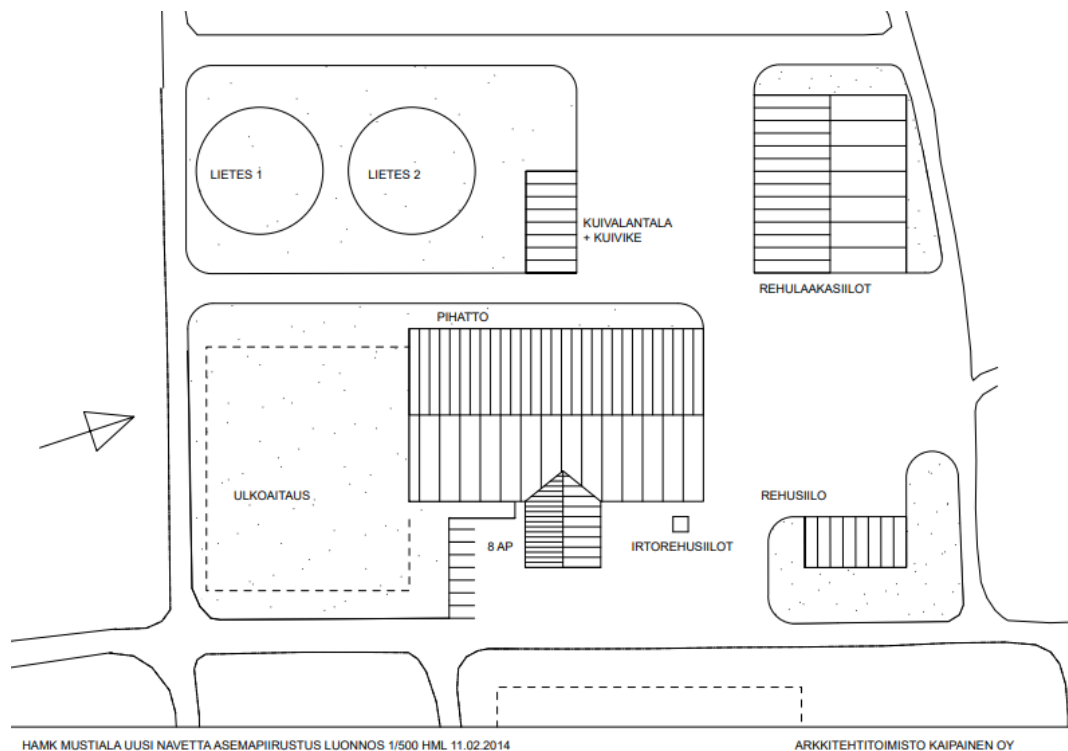 LIETES 1
LIETES 2
KUIVALANTALA
+ KUIVIKE
REHULAAKASIILOT
PIHATTO
ULKOAITAUS
REHUSIILO
8 AP
IRTOREHUSIILOT
HAMK MUSTIALA UUSI NAVETTA ASEMAPIIRUSTUS LUONNOS 1/500 HML 11.02.2014
ARKKITEHTITOIMISTO KAIPAINEN OY